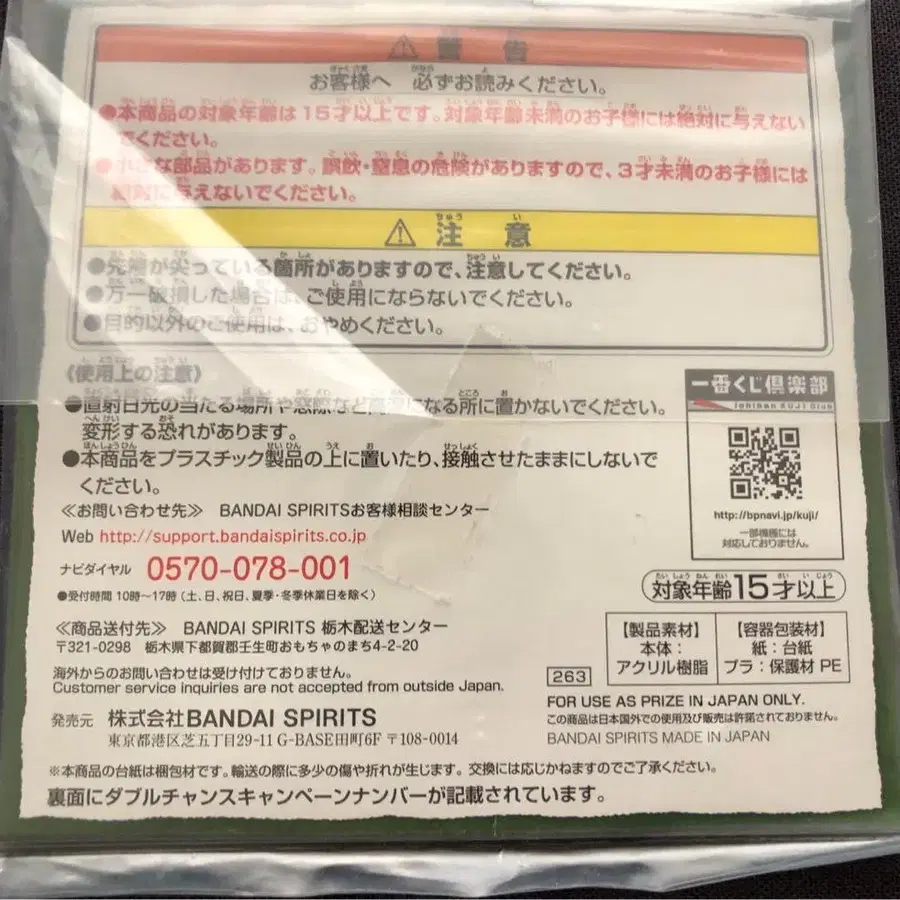 警告
お客様へ 必ずお読みください。
●本商品の対象年齢は15才以上です。対象年齢未満のお子様には絶対に与えない
でください。
●小さな部品があります。誤飲・窒息の危険がありますので、3才未満のお子様には
絶対に与えないでください。
注意
●先端が尖っている箇所がありますので、注意してください。
●万一破損した場合は、ご使用にならないでください。
●目的以外のご使用は、おやめください。
《使用上の注意》
●直射日光の当たる場所や窓際など高温になる所に置かないでください。
変形する恐れがあります。
●本商品をプラスチック製品の上に置いたり、接触させたままにしないで
ください。
≪お問い合わせ先≫ BANDAI SPIRITSお客様相談センター
Web http://support.bandaispirits.co.jp
ナビダイヤル 0570-078-001
●受付時間 10時～17時(土、日、祝日、夏季・冬季休業日を除く)
≪商品送付先≫ BANDAI SPIRITS 栃木配送センター
〒321-0298 栃木県下都賀郡壬生町おもちゃのまち4-2-20
海外からのお問い合わせは受け付けておりません。
Customer service inquiries are not accepted from outside Japan.
発売元 株式会社BANDAI SPIRITS
東京都港区芝五丁目29-11 G-BASE田町6F 〒108-0014
一番くじ倶楽部
Ichiban KUJI Club
http://bpnavi.jp/kuji/
一部機種には
対応しておりません。
対象年齢15才以上
【製品素材】
本体:
アクリル樹脂
【容器包装材】
紙:台紙
プラ:保護材 PE
263
FOR USE AS PRIZE IN JAPAN ONLY.
この商品は日本国外での使用及び販売は許諾されておりません。
BANDAI SPIRITS MADE IN JAPAN
※本商品の台紙は梱包材です。輸送の際に多少の傷や折れが生じます。交換には応じかねますのでご了承ください。
裏面にダブルチャンスキャンペーンナンバーが記載されています。